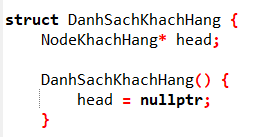 struct DanhSachKhachHang {
NodeKhachHang* head;
DanhSachKhachHang() {
head = nullptr;
}